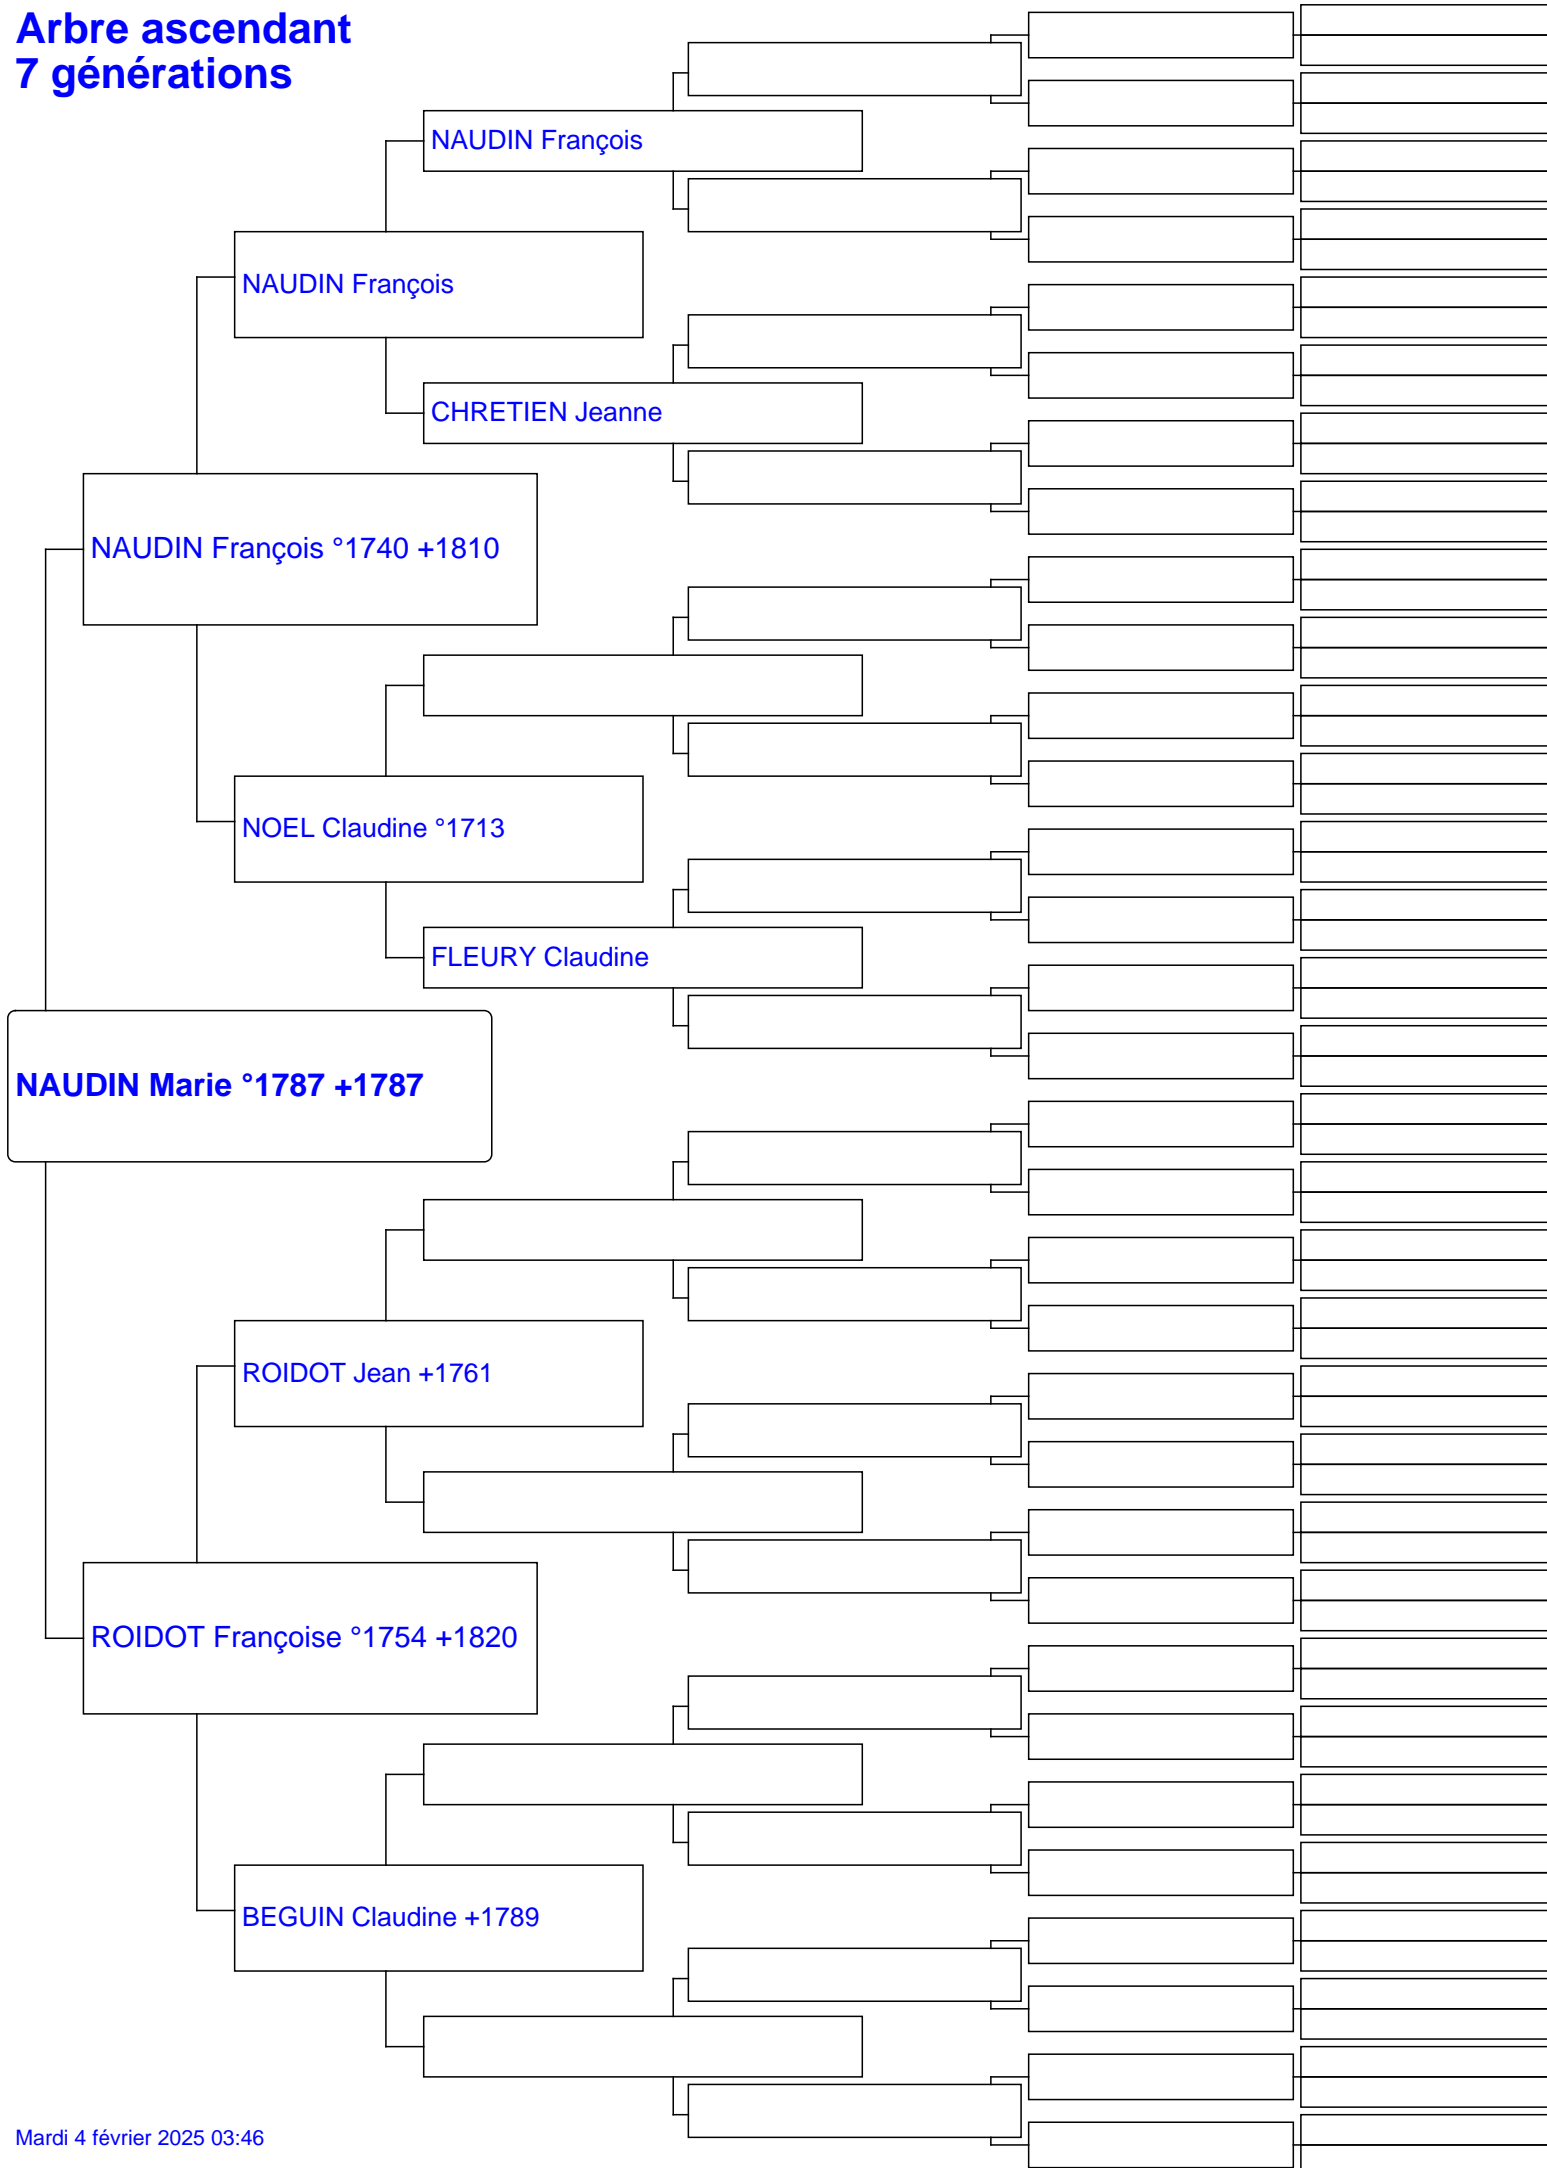 Arbre ascendant
7 générations
NAUDIN François
NAUDIN François
CHRETIEN Jeanne
NAUDIN François °1740 +1810
NOEL Claudine °1713
FLEURY Claudine
NAUDIN Marie °1787 +1787
ROIDOT Jean +1761
ROIDOT Françoise °1754 +1820
BEGUIN Claudine +1789
Mardi 4 février 2025 03:46